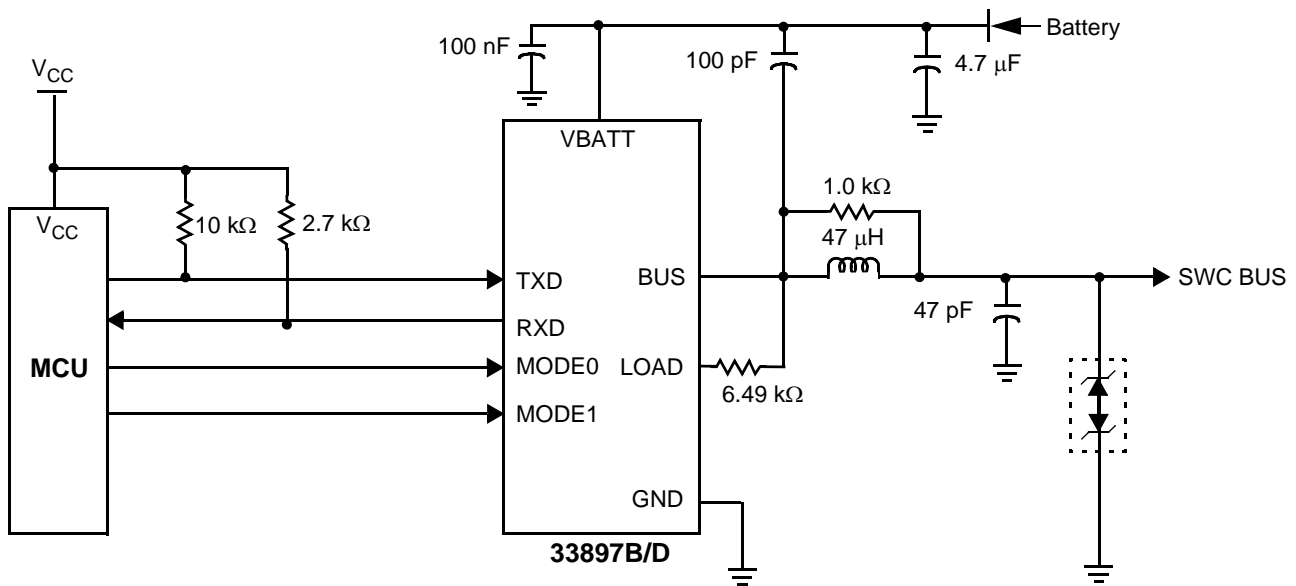 Battery
100 nF
100 pF
4.7 μF
VCC
VBATT
1.0 kΩ
VCC
10 kΩ
2.7 kΩ
47 μH
TXD
BUS
SWC BUS
47 pF
RXD
MCU
MODE0
LOAD
6.49 kΩ
MODE1
GND
33897B/D